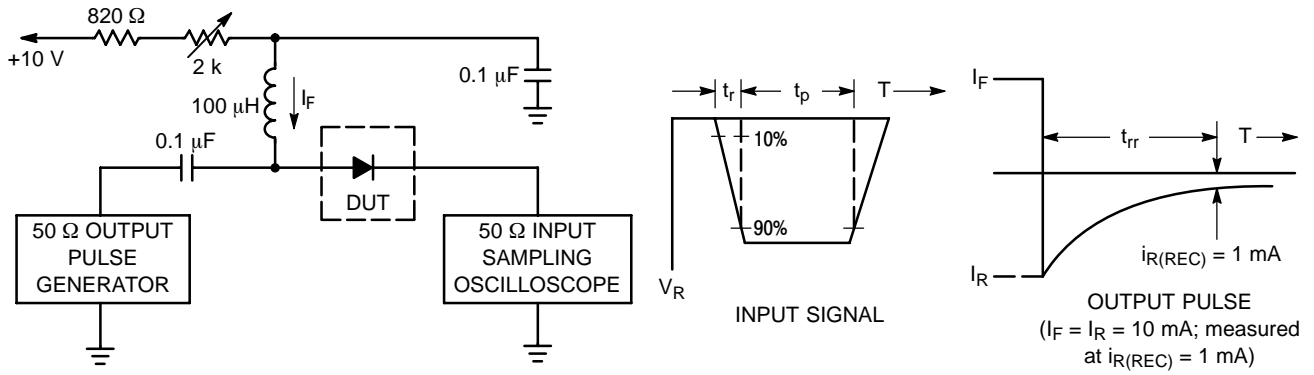 820 Ω
+10 V
2 k
0.1 µF
100 µH
I_F
0.1 µF
DUT
50 Ω OUTPUT
PULSE
GENERATOR
50 Ω INPUT
SAMPLING
OSCILLOSCOPE
t_r
t_p
T
10%
90%
V_R
INPUT SIGNAL
I_F
t_rr
T
I_R
i_R(REC) = 1 mA
OUTPUT PULSE
(I_F = I_R = 10 mA; measured
at i_R(REC) = 1 mA)